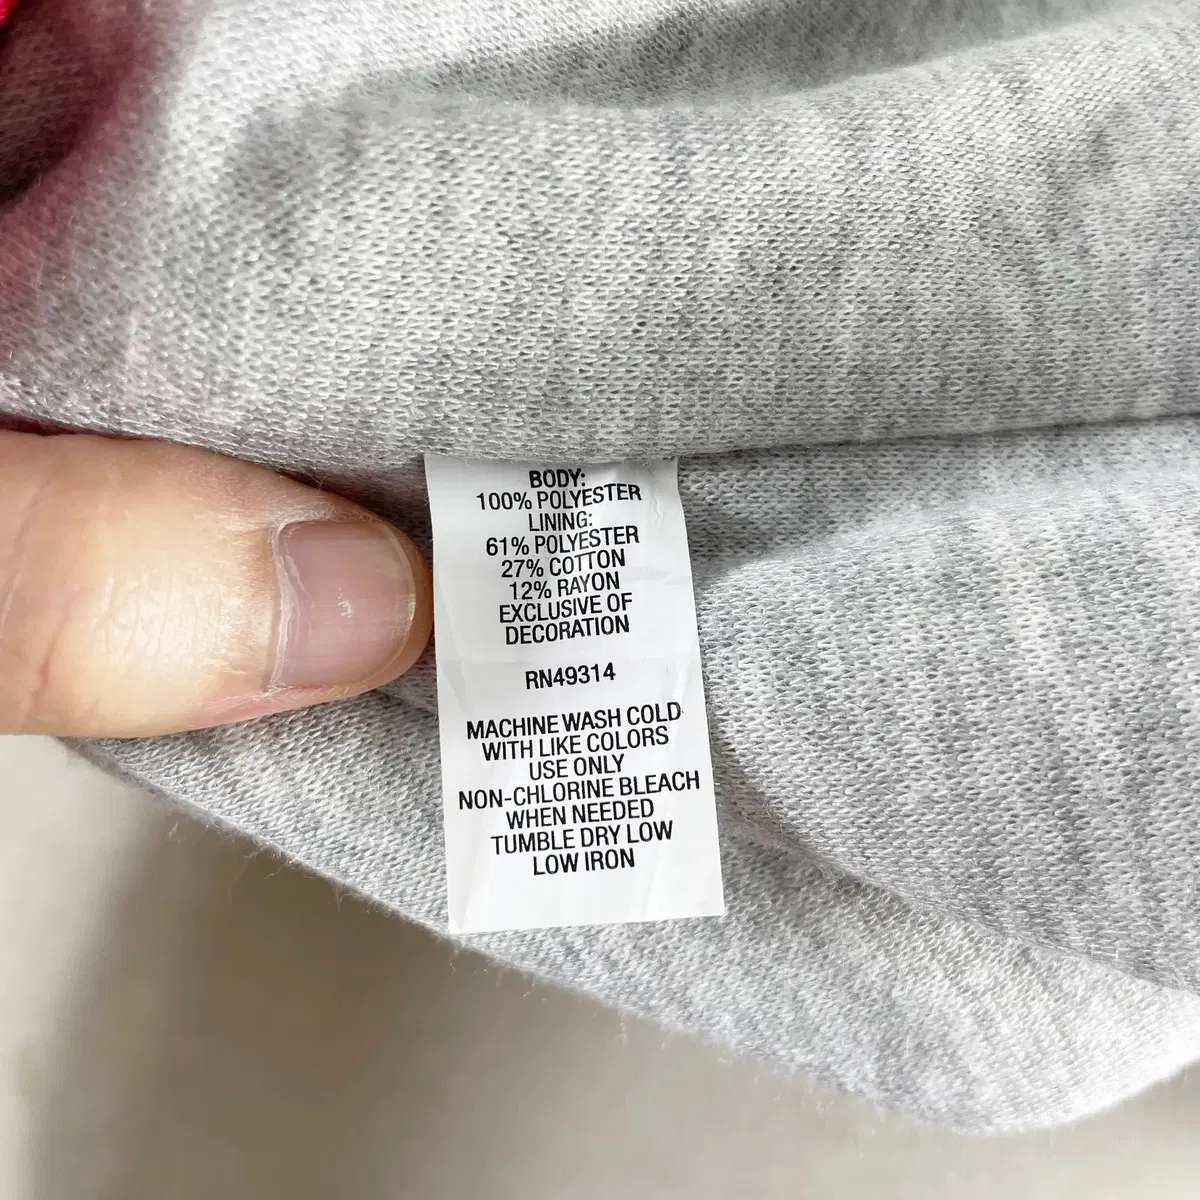 BODY:
100% POLYESTER
LINING:
61% POLYESTER
27% COTTON
12% RAYON
EXCLUSIVE OF
DECORATION
RN49314
MACHINE WASH COLD
WITH LIKE COLORS
USE ONLY
NON-CHLORINE BLEACH
WHEN NEEDED
TUMBLE DRY LOW
LOW IRON